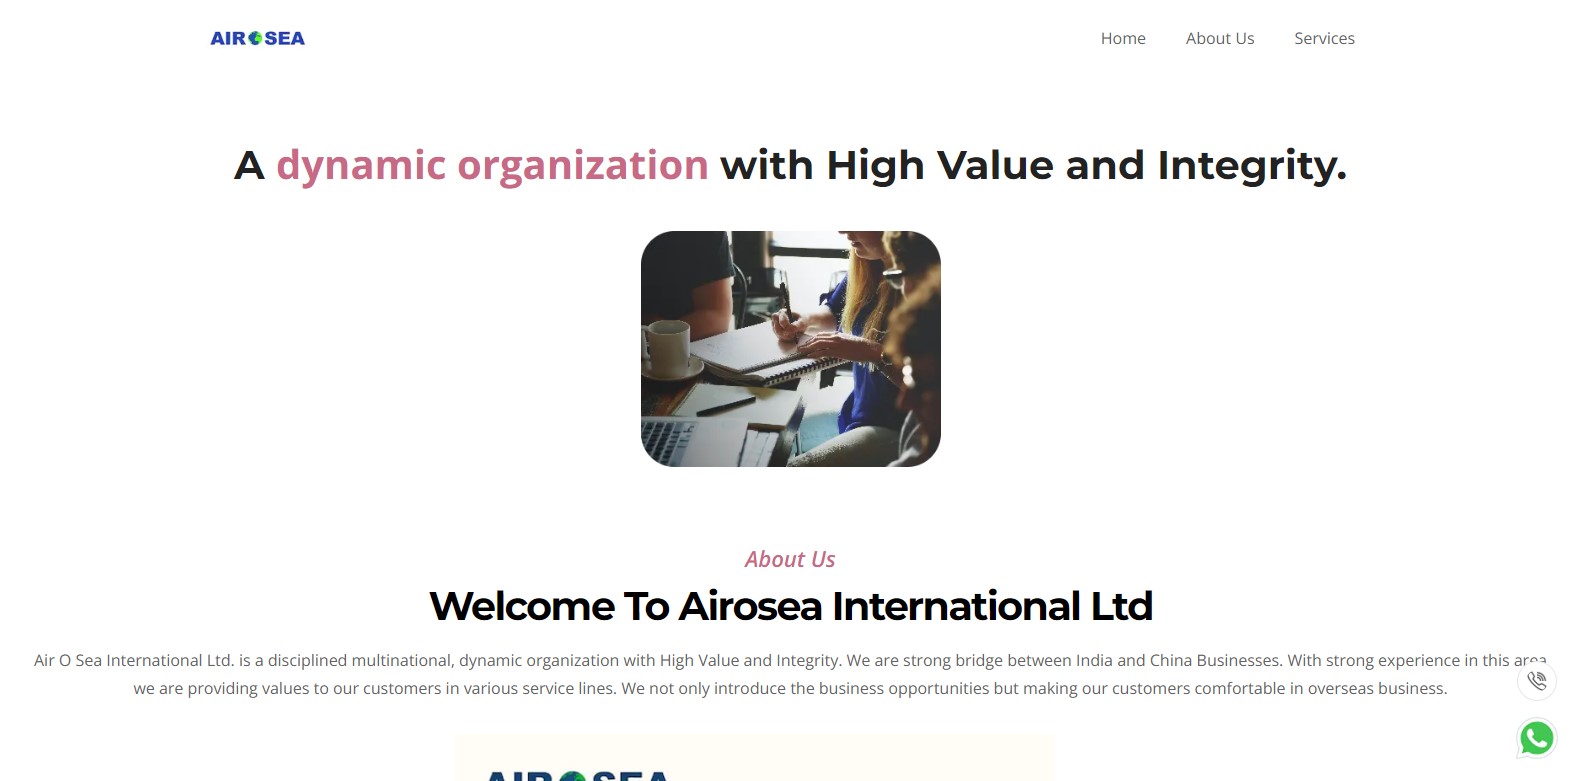 AIROSEA
Home
About Us
Services
A dynamic organization with High Value and Integrity.
About Us
Welcome To Airosea International Ltd
Air O Sea International Ltd. is a disciplined multinational, dynamic organization with High Value and Integrity. We are strong bridge between India and China Businesses. With strong experience in this area
we are providing values to our customers in various service lines. We not only introduce the business opportunities but making our customers comfortable in overseas business.
AIROSEA